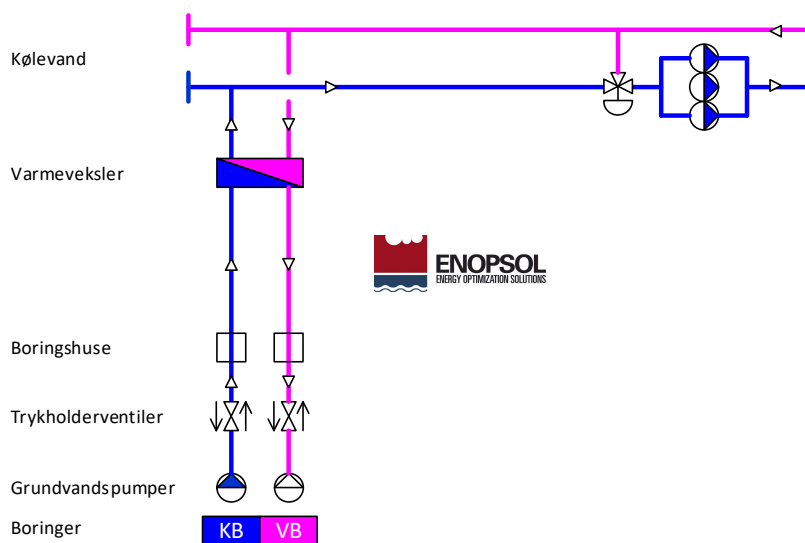 Kølevand
Varmeveksler
ENOPSOL
ENERGY OPTIMIZATION SOLUTIONS
Boringshuse
Trykholderventiler
Grundvandspumper
Boringer
KB
VB